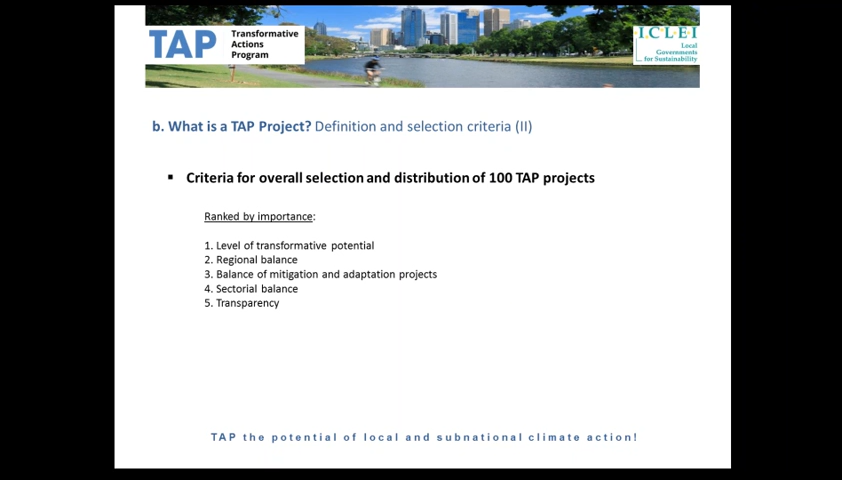 TAP
Transformative
Actions
Program
I.C.L.E.I
Local
Governments
for Sustainability
b. What is a TAP Project? Definition and selection criteria (II)
▪ Criteria for overall selection and distribution of 100 TAP projects
Ranked by importance:
1. Level of transformative potential
2. Regional balance
3. Balance of mitigation and adaptation projects
4. Sectorial balance
5. Transparency
TAP the potential of local and subnational climate action!